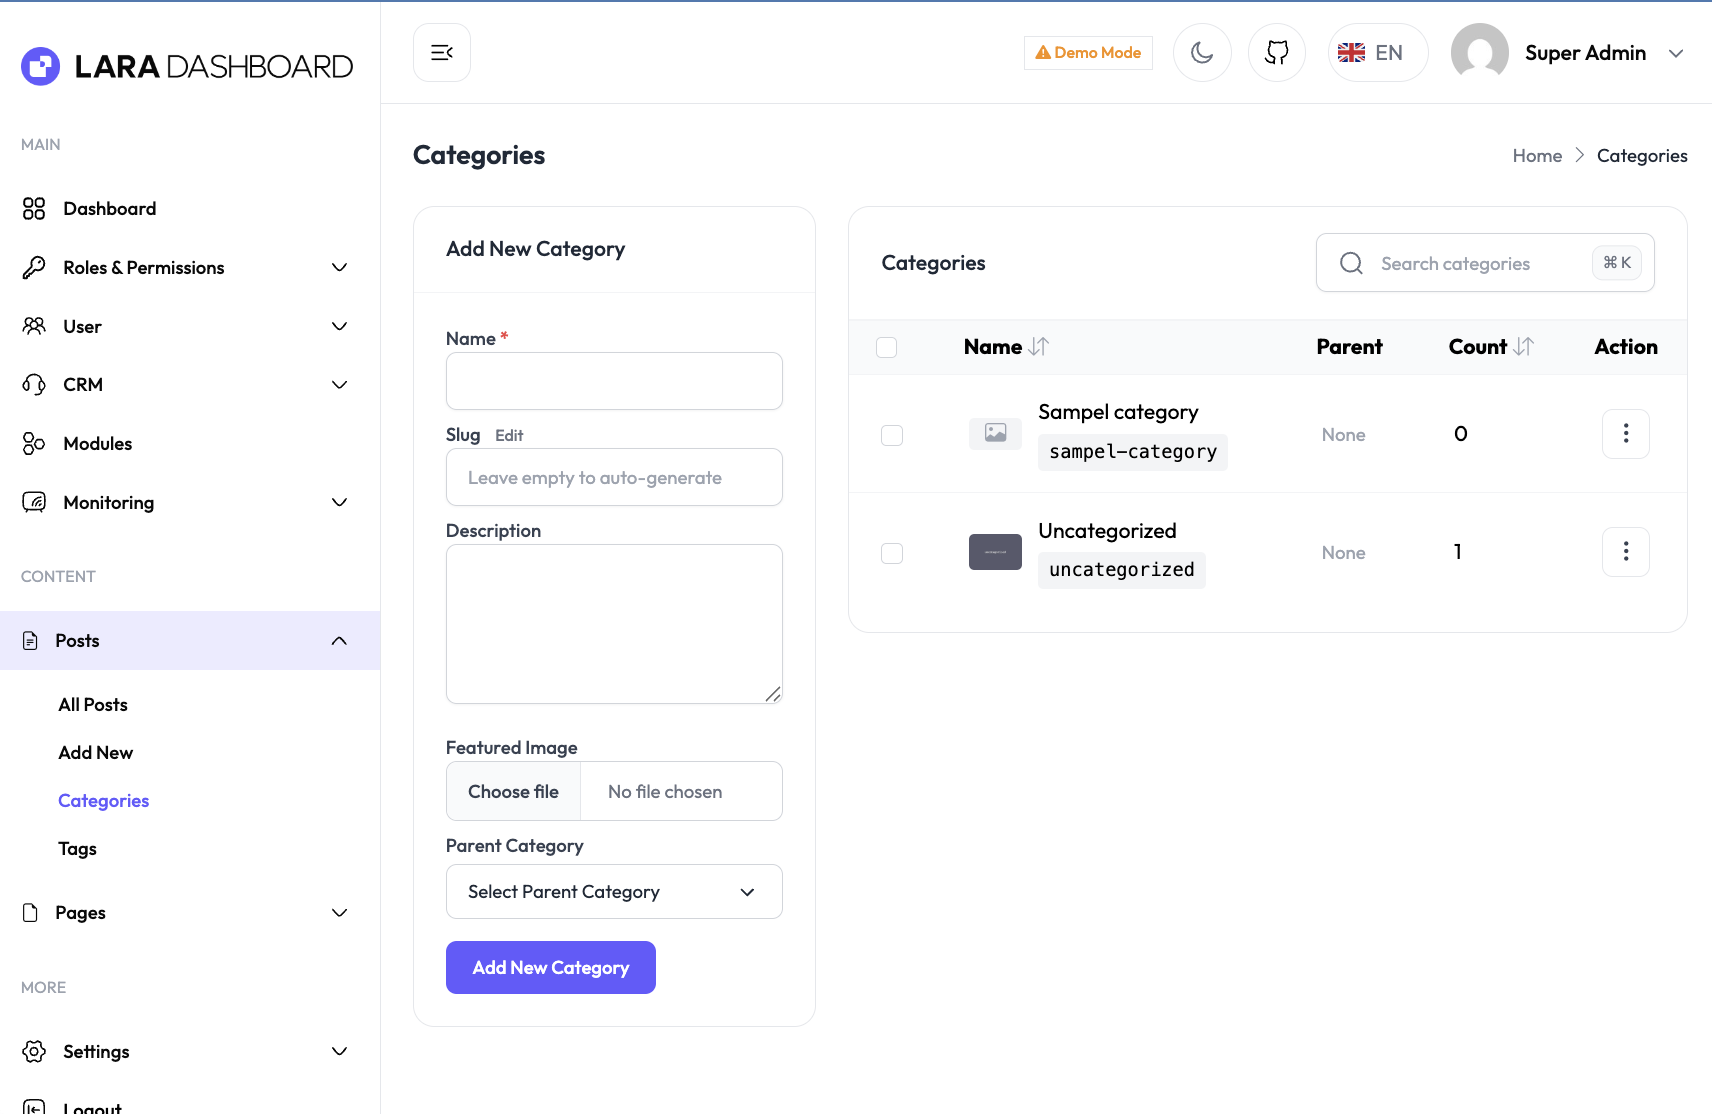 LARA DASHBOARD
Demo Mode
EN
Super Admin
MAIN
Dashboard
Roles & Permissions
User
CRM
Modules
Monitoring
CONTENT
Posts
All Posts
Add New
Categories
Tags
Pages
MORE
Settings
Logout
Categories
Home > Categories
Add New Category
Name *
Slug Edit
Leave empty to auto-generate
Description
Featured Image
Choose file No file chosen
Parent Category
Select Parent Category
Add New Category
Categories
Search categories ⌘ K
Name Parent Count Action
Sampel category
sampel-category
None 0
Uncategorized
uncategorized
None 1